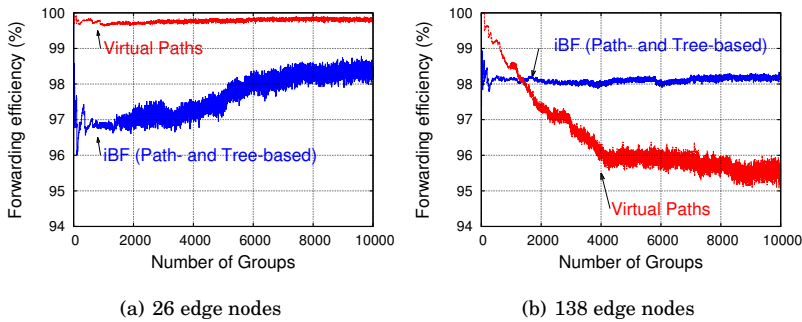 100
99
98
97
96
95
94
Forwarding efficiency (%)
Virtual Paths
iBF (Path- and Tree-based)
0 2000 4000 6000 8000 10000
Number of Groups
(a) 26 edge nodes
100
99
98
97
96
95
94
Forwarding efficiency (%)
iBF (Path- and Tree-based)
Virtual Paths
0 2000 4000 6000 8000 10000
Number of Groups
(b) 138 edge nodes